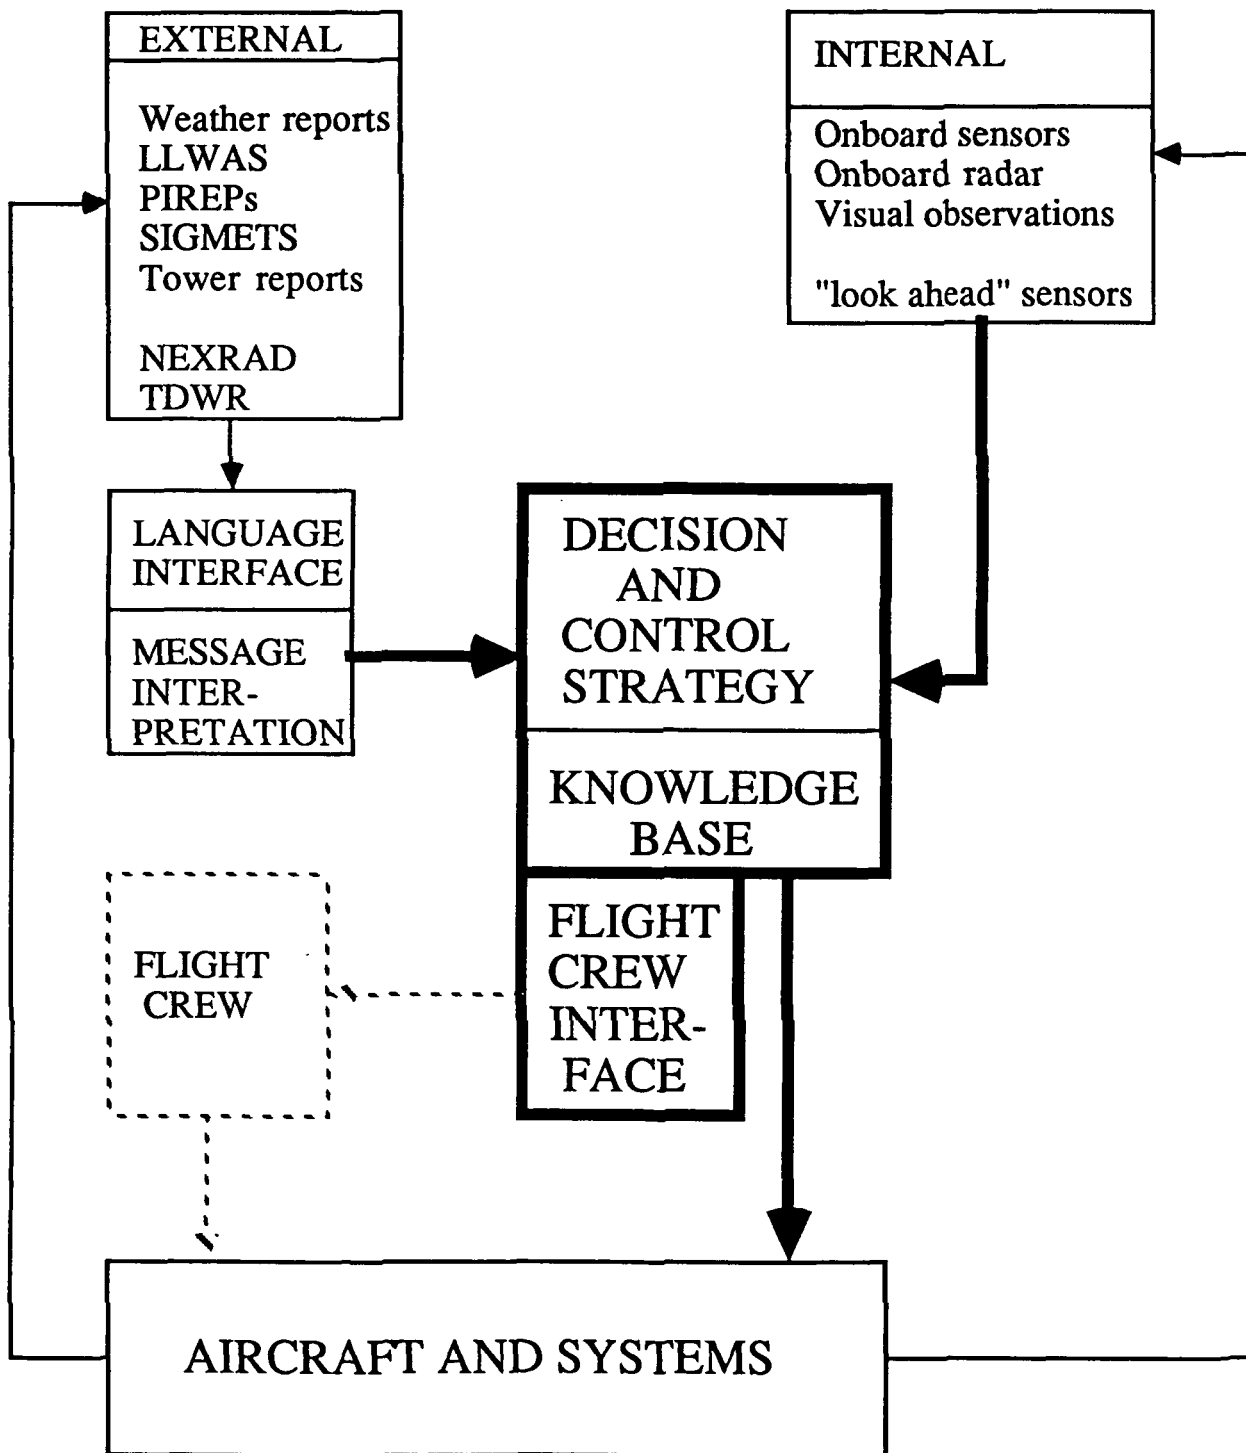 EXTERNAL
Weather reports
LLWAS
PIREPs
SIGMETS
Tower reports
NEXRAD
TDWR
INTERNAL
Onboard sensors
Onboard radar
Visual observations
"look ahead" sensors
LANGUAGE
INTERFACE
MESSAGE
INTER-
PRETATION
DECISION
AND
CONTROL
STRATEGY
KNOWLEDGE
BASE
FLIGHT
CREW
INTER-
FACE
FLIGHT
CREW
AIRCRAFT AND SYSTEMS